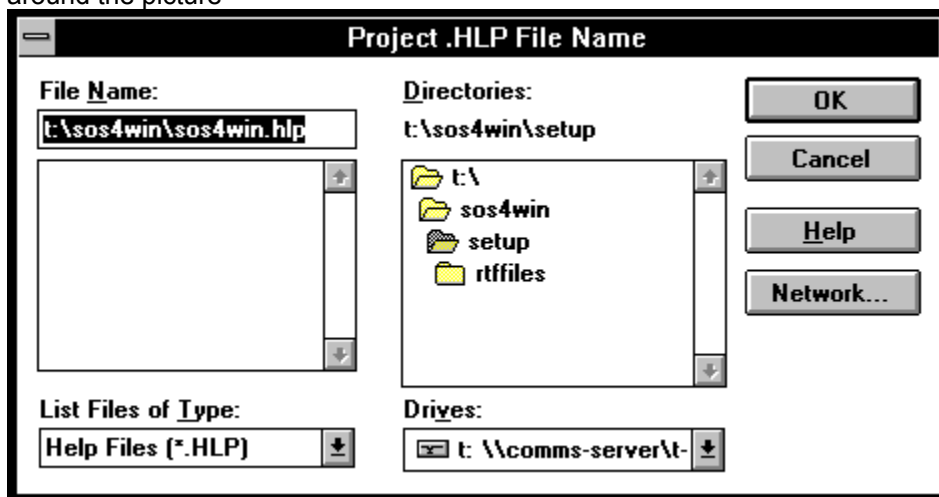 around the picture
Project .HLP File Name
File Name:
t:\sos4win\sos4win.hlp
Directories:
t:\sos4win\setup
t:\
sos4win
setup
rtffiles
OK
Cancel
Help
Network...
List Files of Type:
Help Files (*.HLP)
Drives:
t: \\comms-server\t-